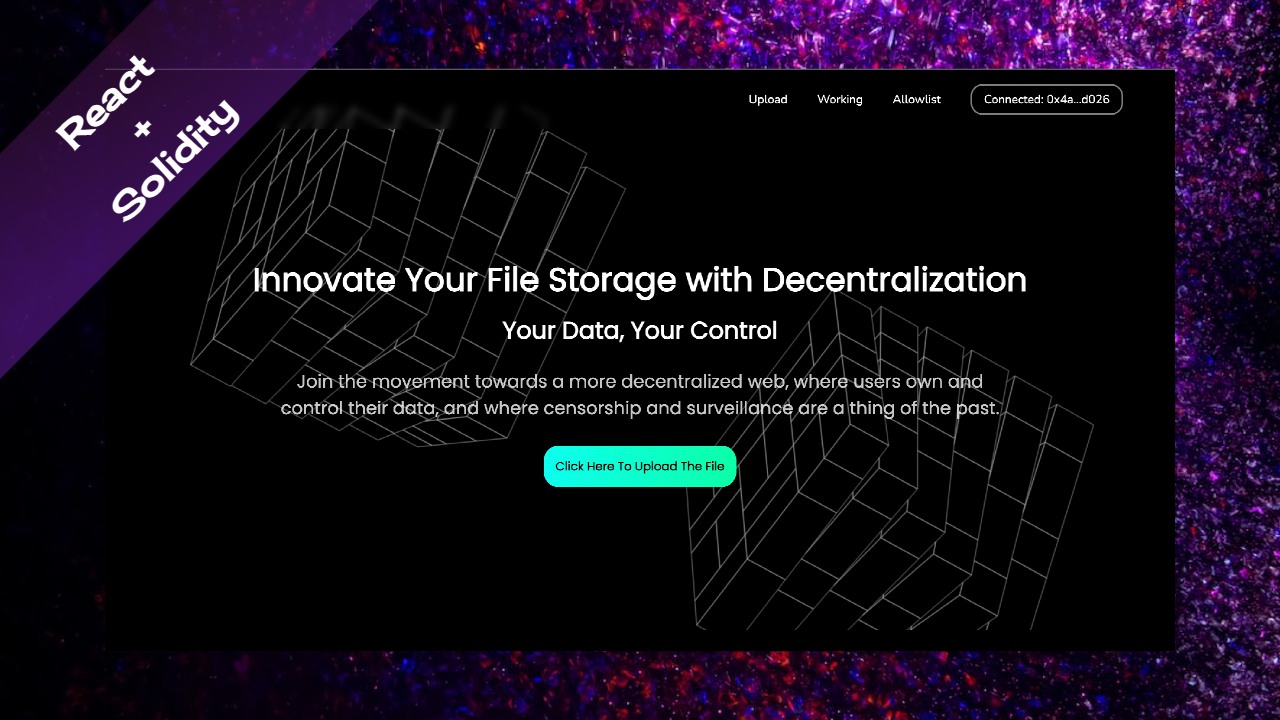 React
+
Solidity
Upload Working Allowlist Connected: 0x4a...d026
Innovate Your File Storage with Decentralization
Your Data, Your Control
Join the movement towards a more decentralized web, where users own and
control their data, and where censorship and surveillance are a thing of the past.
Click Here To Upload The File